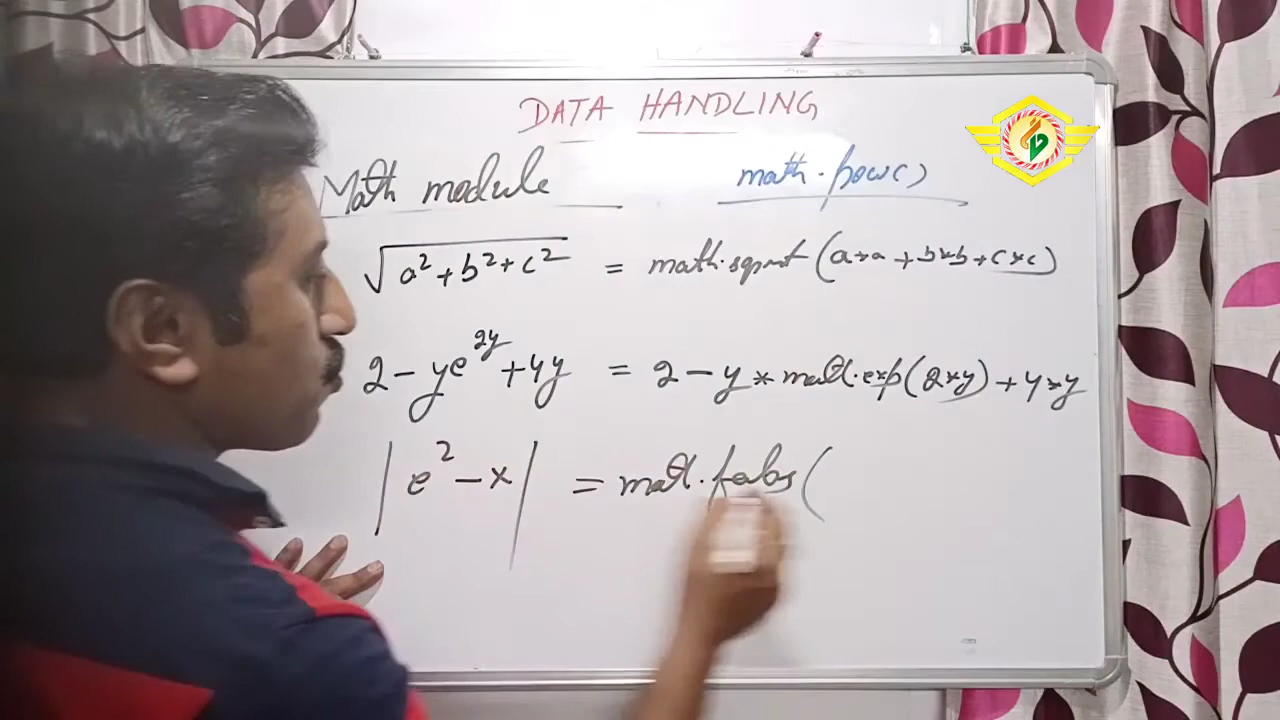 DATA HANDLING
Math module math.pow()
√a²+b²+c² = math.sqrt(a*a+b*b+c*c)
2-ye^2y+4y = 2-y*math.exp(2*y)+4*y
|e²-x| = math.fabs(